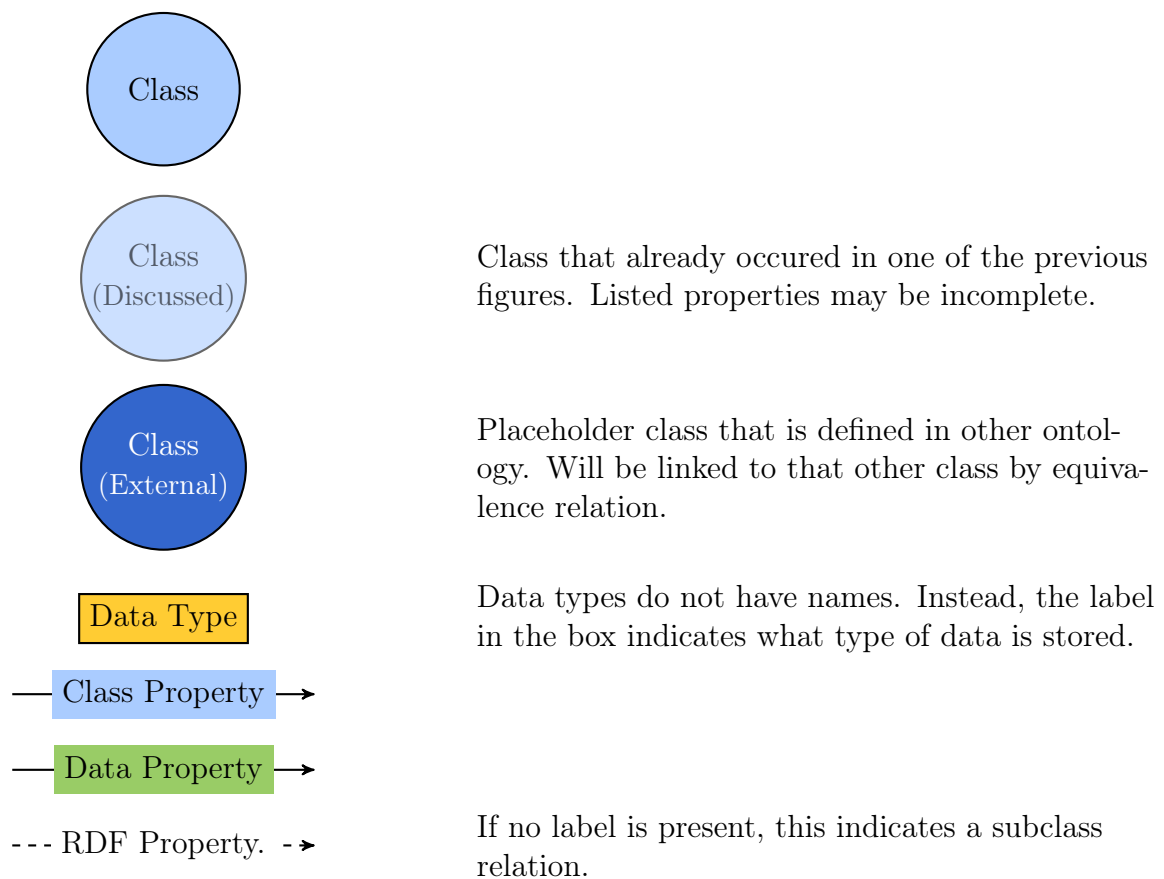 Class
Class
(Discussed)
Class that already occured in one of the previous
figures. Listed properties may be incomplete.
Class
(External)
Placeholder class that is defined in other ontol-
ogy. Will be linked to that other class by equiva-
lence relation.
Data Type
Data types do not have names. Instead, the label
in the box indicates what type of data is stored.
Class Property
Data Property
RDF Property.
If no label is present, this indicates a subclass
relation.